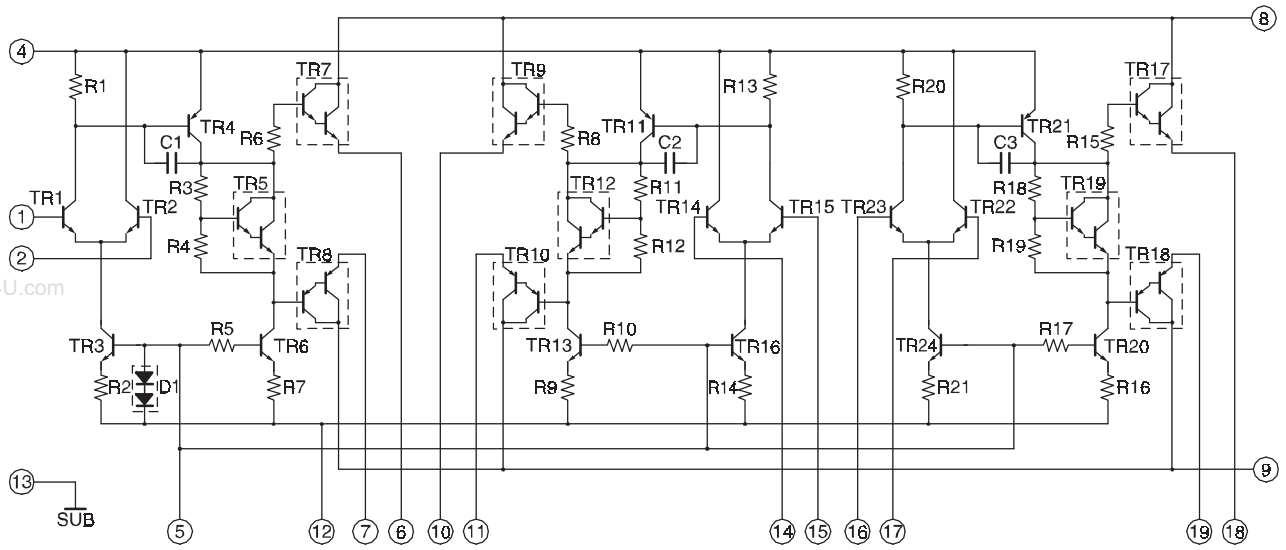 8
4
TR7
TR9
TR17
R1
R13
R20
TR4
R6
TR11
R8
TR21
R15
C1
C2
C3
R3
TR5
TR12
R11
R18
TR19
TR1
TR2
TR14
TR15
TR23
TR22
1
R4
R12
R19
2
TR8
TR10
TR18
-U.com
R5
R10
R17
TR3
TR6
TR13
TR16
TR24
TR20
R2
D1
R7
R9
R14
R21
R16
13
9
SUB
5
12
7
6
10
11
14
15
16
17
19
18